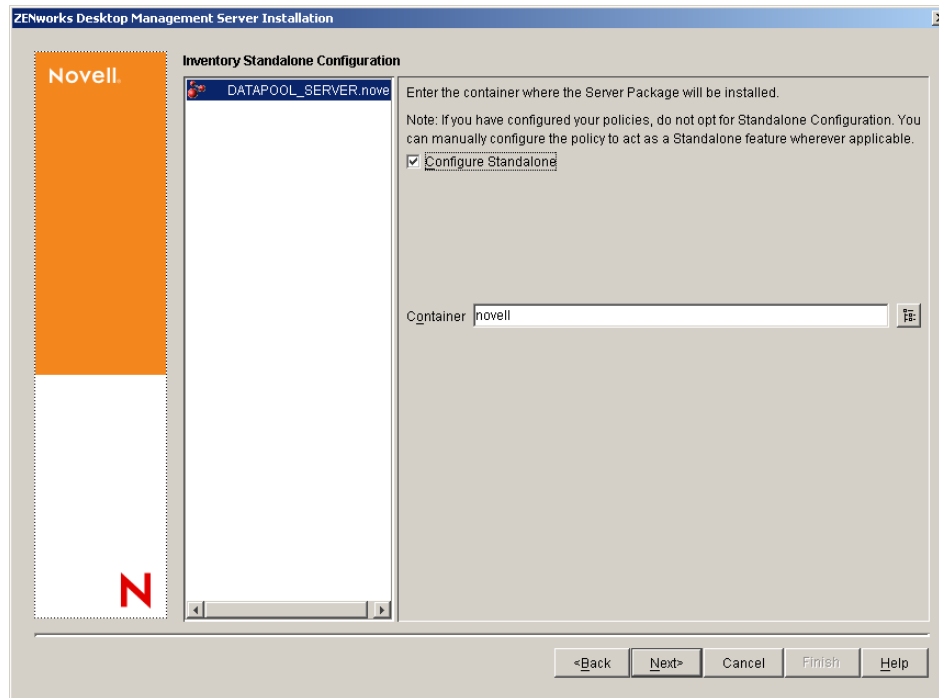 ZENworks Desktop Management Server Installation
Novell.
Inventory Standalone Configuration
DATAPOOL_SERVER.nove
Enter the container where the Server Package will be installed.
Note: If you have configured your policies, do not opt for Standalone Configuration. You
can manually configure the policy to act as a Standalone feature wherever applicable.
Configure Standalone
Container novell
N
<Back Next> Cancel Finish Help